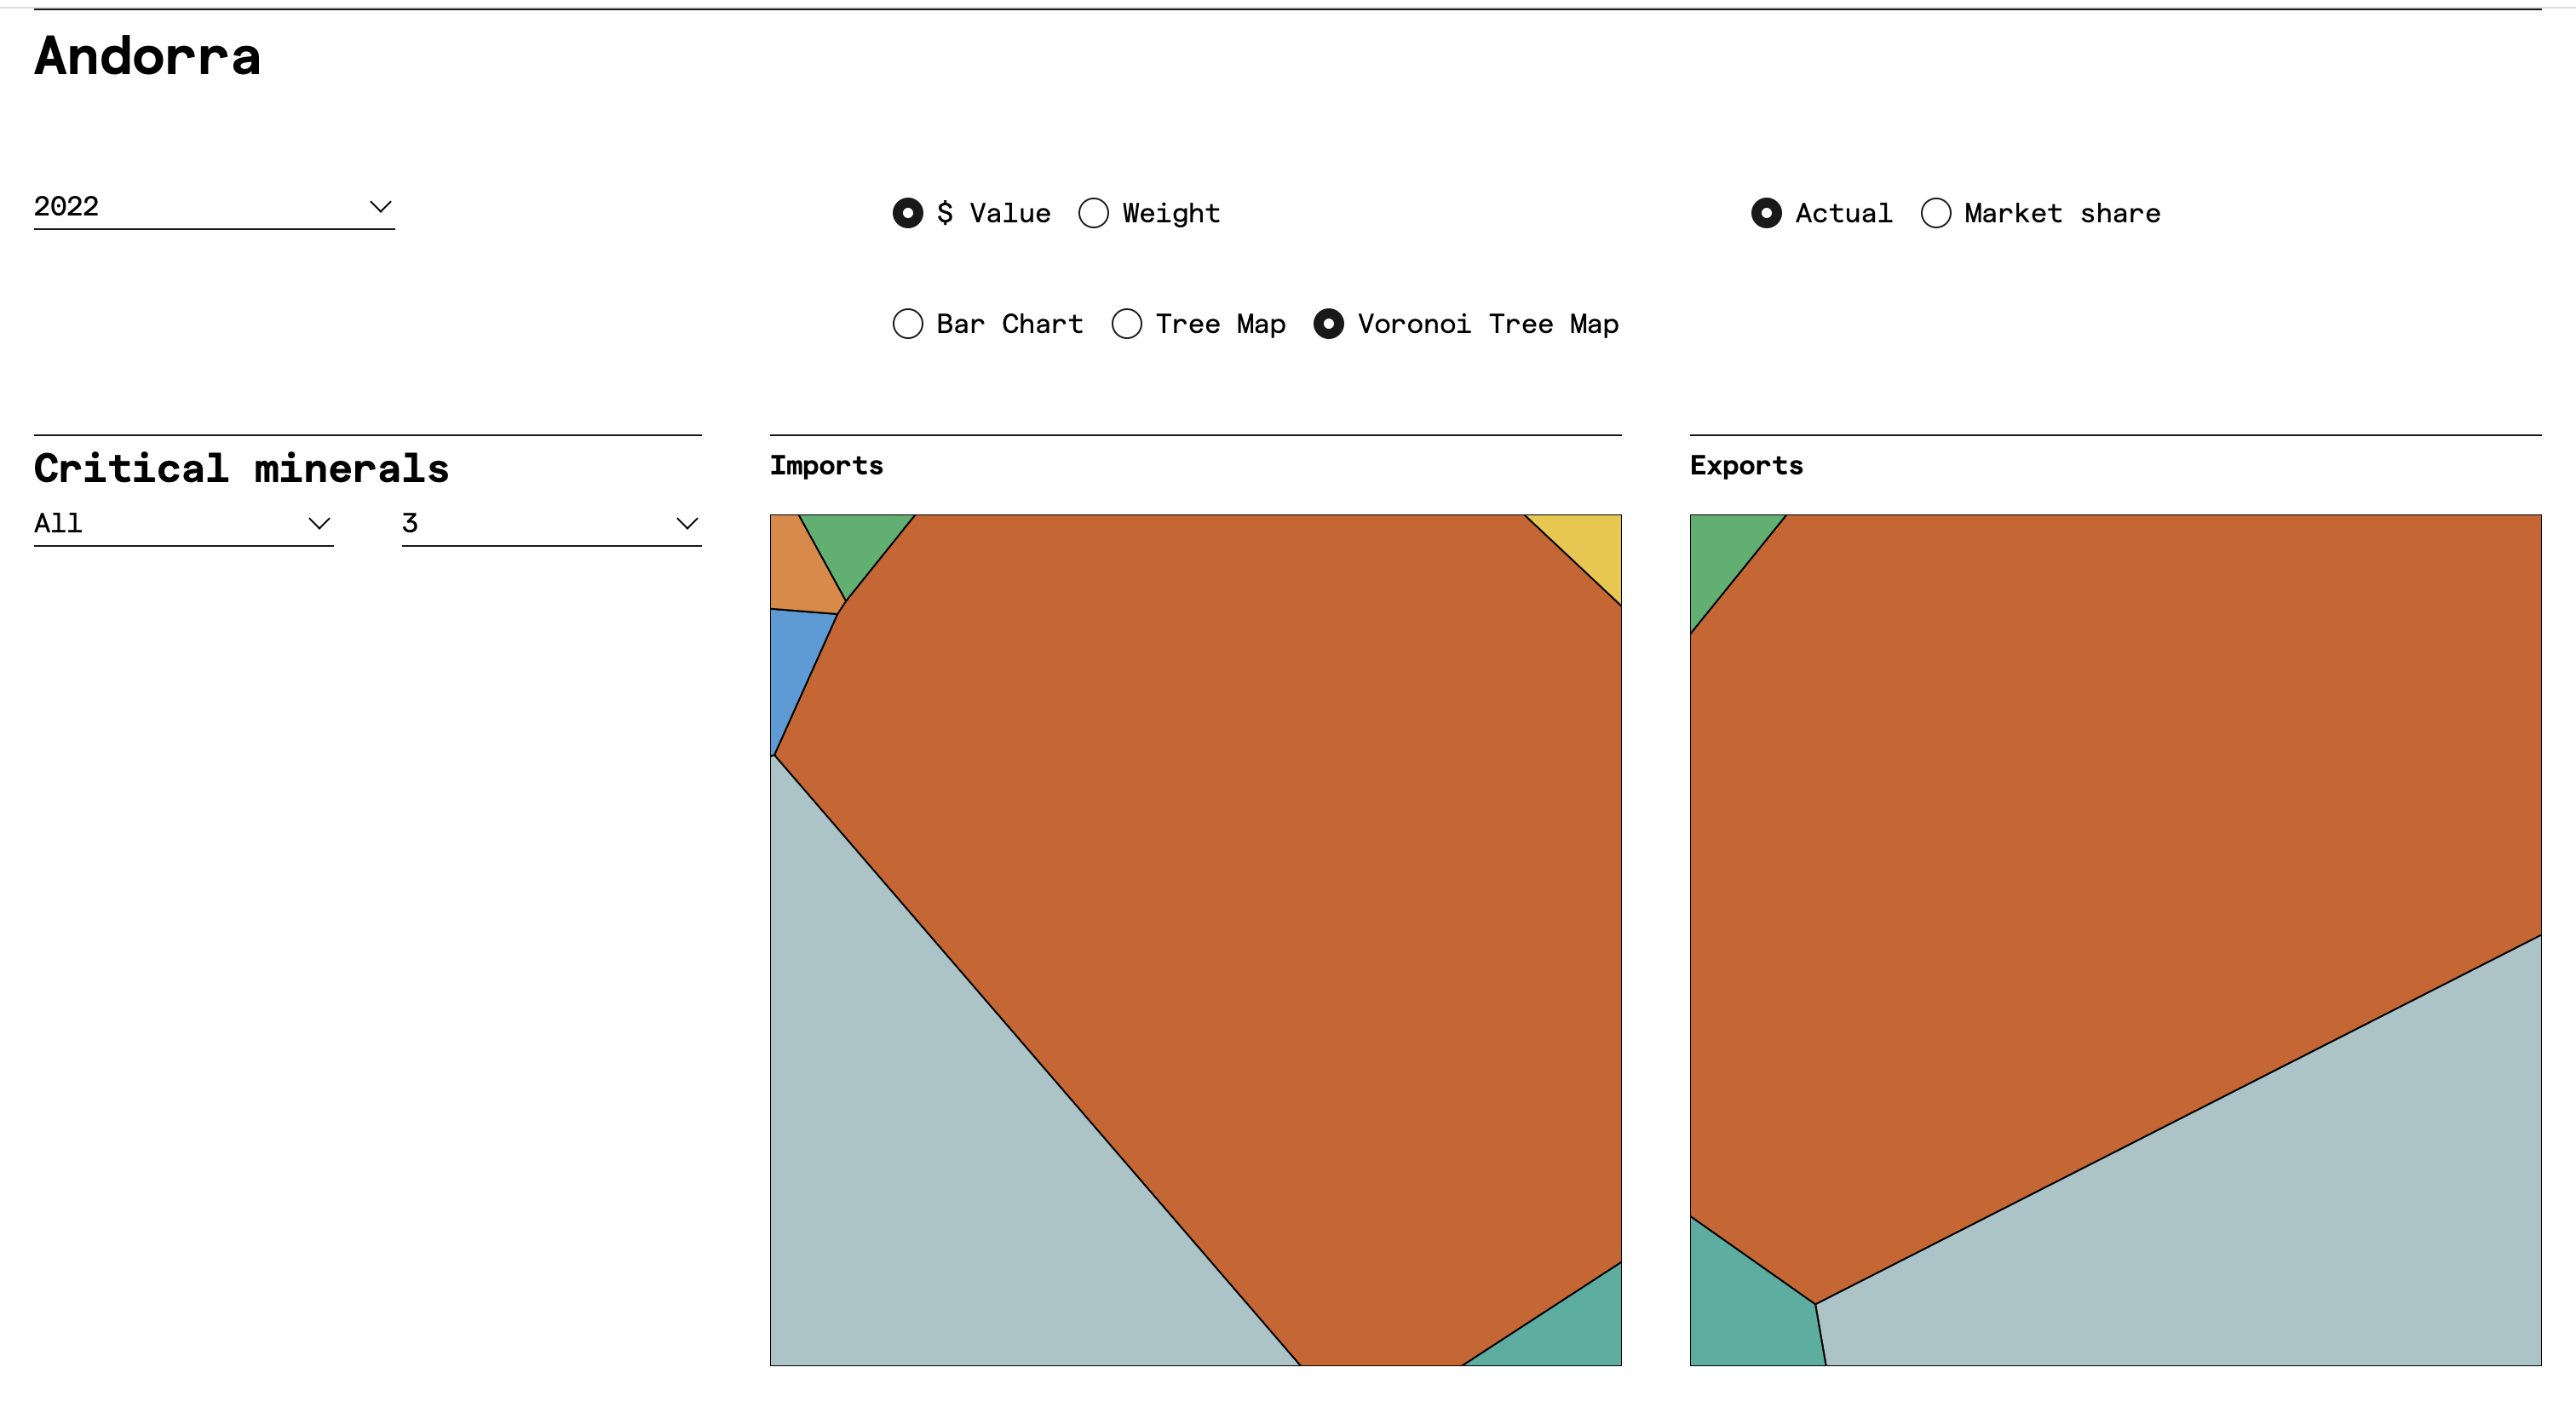 Andorra
2022
$ Value Weight
Actual Market share
Bar Chart Tree Map Voronoi Tree Map
Critical minerals
All 3
Imports
Exports